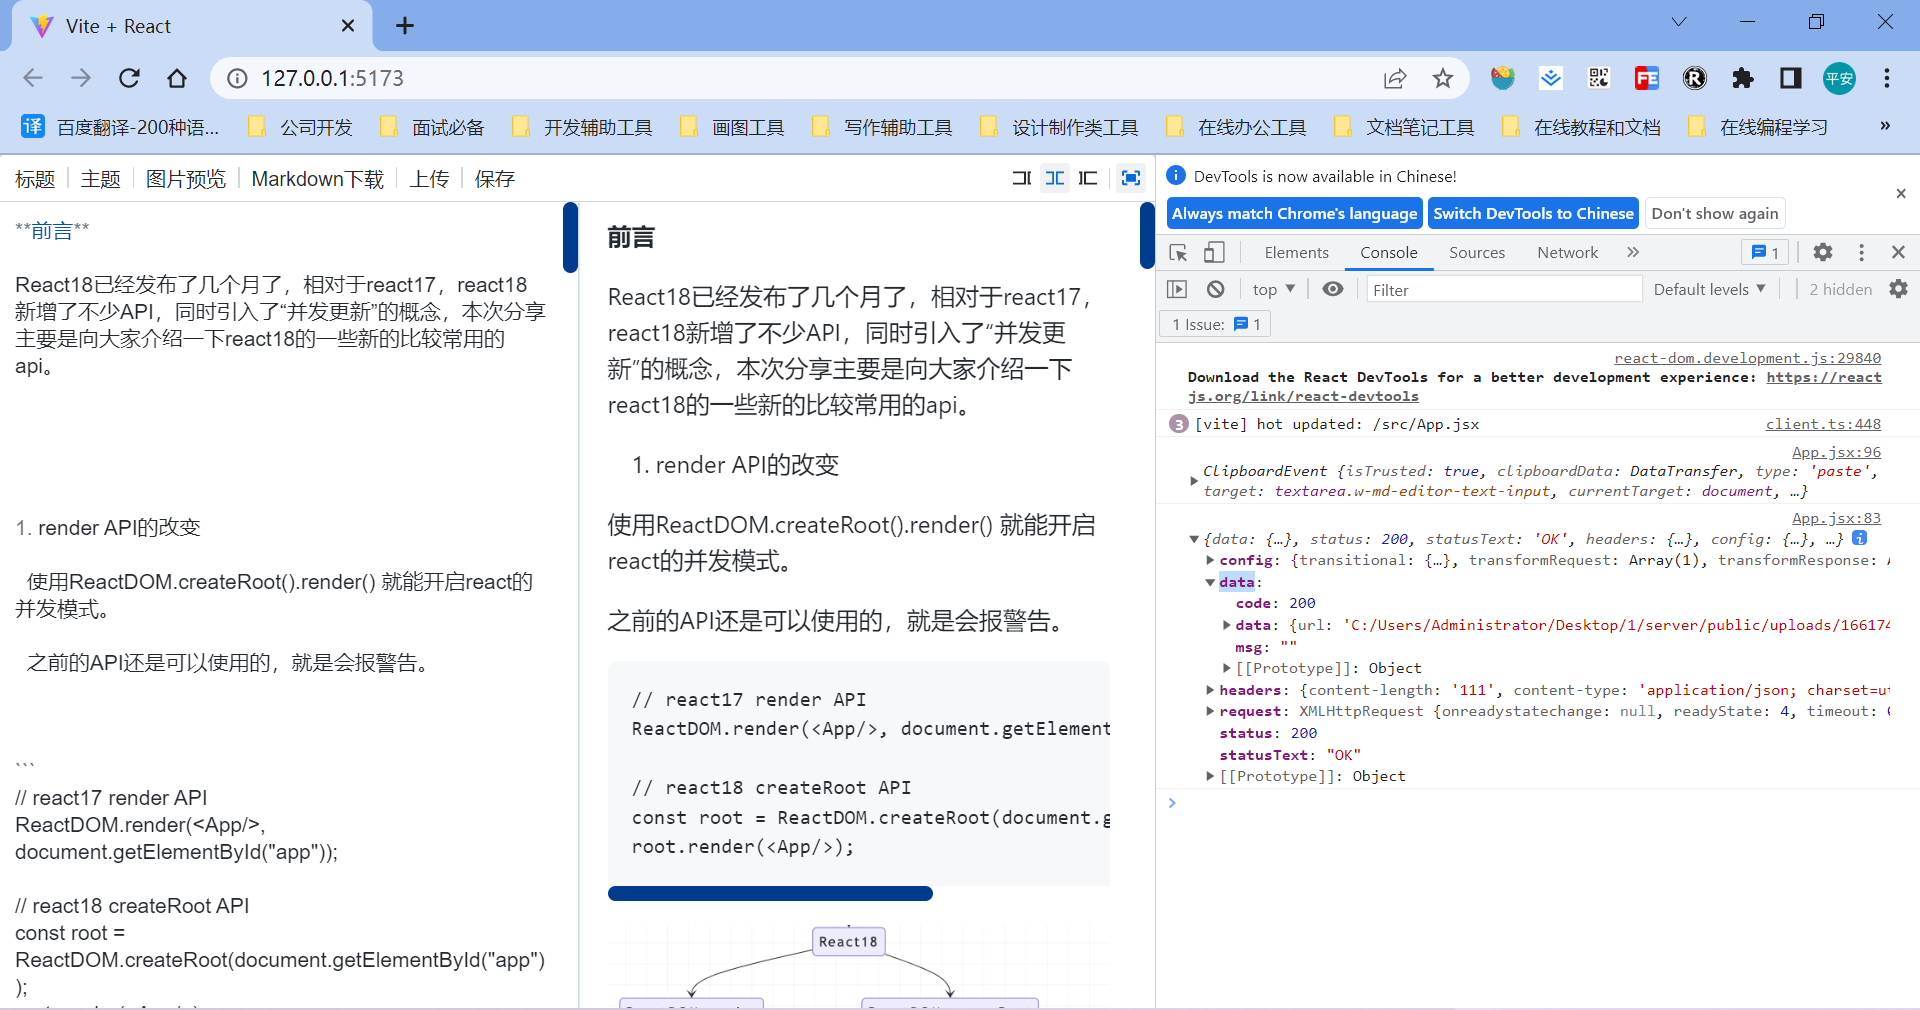 Vite + React
127.0.0.1:5173
平安
译 百度翻译-200种语... 公司开发 面试必备 开发辅助工具 画图工具 写作辅助工具 设计制作类工具 在线办公工具 文档笔记工具 在线教程和文档 在线编程学习 »
标题 主题 图片预览 Markdown下载 上传 保存
**前言**
React18已经发布了几个月了，相对于react17，react18
新增了不少API，同时引入了“并发更新”的概念，本次分享
主要是向大家介绍一下react18的一些新的比较常用的
api。
1. render API的改变
使用ReactDOM.createRoot().render() 就能开启react的
并发模式。
之前的API还是可以使用的，就是会报警告。
```
// react17 render API
ReactDOM.render(<App/>,
document.getElementById("app"));
// react18 createRoot API
const root =
ReactDOM.createRoot(document.getElementById("app")
);
前言
React18已经发布了几个月了，相对于react17，
react18新增了不少API，同时引入了“并发更
新”的概念，本次分享主要是向大家介绍一下
react18的一些新的比较常用的api。
1. render API的改变
使用ReactDOM.createRoot().render() 就能开启
react的并发模式。
之前的API还是可以使用的，就是会报警告。
// react17 render API
ReactDOM.render(<App/>, document.getElement
// react18 createRoot API
const root = ReactDOM.createRoot(document.g
root.render(<App/>);
React18
DevTools is now available in Chinese!
Always match Chrome's language Switch DevTools to Chinese Don't show again
Elements Console Sources Network » 1
top Filter Default levels 2 hidden
1 Issue: 1
react-dom.development.js:29840
Download the React DevTools for a better development experience: https://react
js.org/link/react-devtools
3 [vite] hot updated: /src/App.jsx client.ts:448
App.jsx:96
ClipboardEvent {isTrusted: true, clipboardData: DataTransfer, type: 'paste',
target: textarea.w-md-editor-text-input, currentTarget: document, …}
App.jsx:83
{data: {…}, status: 200, statusText: 'OK', headers: {…}, config: {…}, …} i
config: {transitional: {…}, transformRequest: Array(1), transformResponse:
data:
code: 200
data: {url: 'C:/Users/Administrator/Desktop/1/server/public/uploads/166174
msg: ""
[[Prototype]]: Object
headers: {content-length: '111', content-type: 'application/json; charset=ut
request: XMLHttpRequest {onreadystatechange: null, readyState: 4, timeout:
status: 200
statusText: "OK"
[[Prototype]]: Object